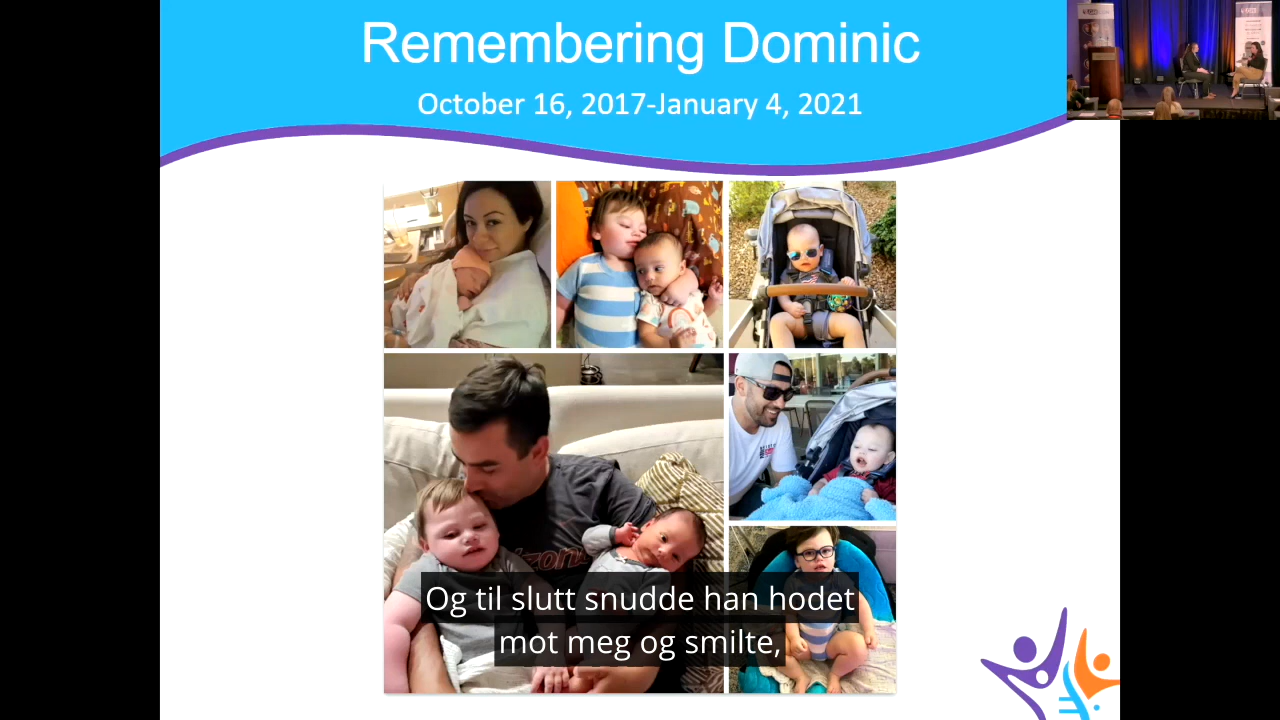 Remembering Dominic
October 16, 2017-January 4, 2021
Og til slutt snudde han hodet
mot meg og smilte,